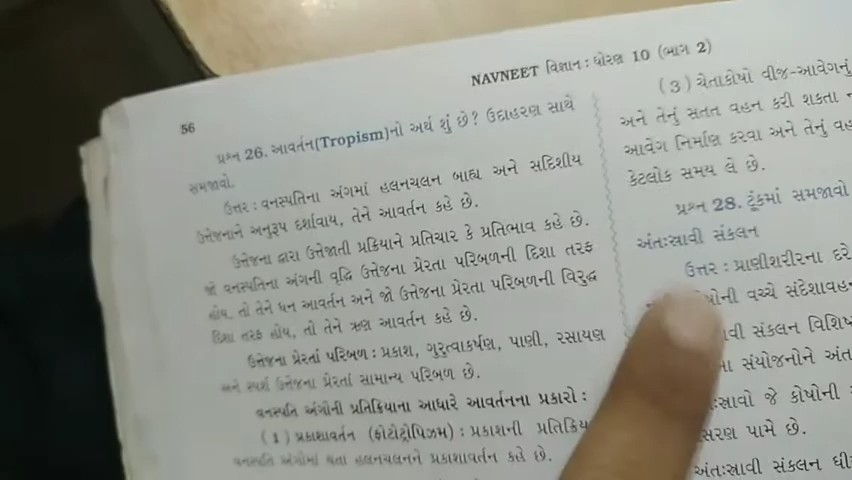 NAVNEET વિજ્ઞાન : ધોરણ 10 (ભાગ 2)
56
પ્રશ્ન 26. આવર્તન(Tropism)નો અર્થ શું છે? ઉદાહરણ સાથે
સમજાવો.
ઉત્તર : વનસ્પતિના અંગમાં હલનચલન બાહ્ય અને સદિશીય
ઉત્તેજનાને અનુરૂપ દર્શાવાય, તેને આવર્તન કહે છે.
ઉત્તેજના દ્વારા ઉત્તેજાતી પ્રક્રિયાને પ્રતિચાર કે પ્રતિભાવ કહે છે.
જો વનસ્પતિના અંગની વૃદ્ધિ ઉત્તેજના પ્રેરતા પરિબળની દિશા તરફ
હોય, તો તેને ધન આવર્તન અને જો ઉત્તેજના પ્રેરતા પરિબળની વિરુદ્ધ
દિશા તરફ હોય, તો તેને ઋણ આવર્તન કહે છે.
ઉત્તેજના પ્રેરતાં પરિબળ : પ્રકાશ, ગુરુત્વાકર્ષણ, પાણી, રસાયણ
અને સ્પર્શ ઉત્તેજના પ્રેરતાં સામાન્ય પરિબળ છે.
વનસ્પતિ અંગોની પ્રતિક્રિયાના આધારે આવર્તનના પ્રકારો :
(1) પ્રકાશાવર્તન (ફોટોટ્રોપિઝમ) : પ્રકાશની પ્રતિક્રિયા
વનસ્પતિ અંગોમાં થતા હલનચલનને પ્રકાશાવર્તન કહે છે.
(3) ચેતાકોષો વીજ-આવેગનું
અને તેનું સતત વહન કરી શકતા
આવેગ નિર્માણ કરવા અને તેનું
કેટલોક સમય લે છે.
પ્રશ્ન 28. ટૂંકમાં સમજાવો
અંતઃસ્રાવી સંકલન
ઉત્તર : પ્રાણીશરીરના
વચ્ચે
સંકલન
સંયોજનોને
જે કોષોની
પામે છે.
અંતઃસ્રાવી સંકલન